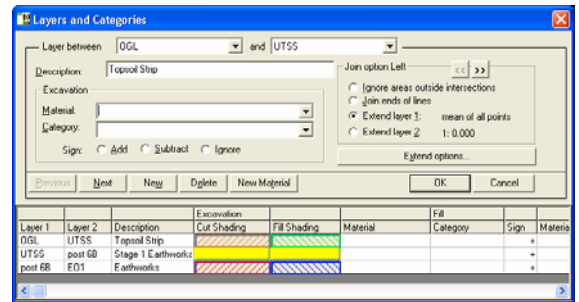 Layers and Categories
Layer between OGL and UTSS
Description: Topsoil Strip
Excavation
Material:
Category:
Sign: Add Subtract Ignore
Join option Left << >>
Ignore areas outside intersections
Join ends of lines
Extend layer 1: mean of all points
Extend layer 2 1: 0.000
Extend options...
Previous Next New Delete New Material OK Cancel
Excavation Fill
Layer 1 Layer 2 Description Cut Shading Fill Shading Material Category Sign Materia
OGL UTSS Topsoil Strip +
UTSS post 6B Stage 1 Earthworks +
post 6B EO1 Earthworks +